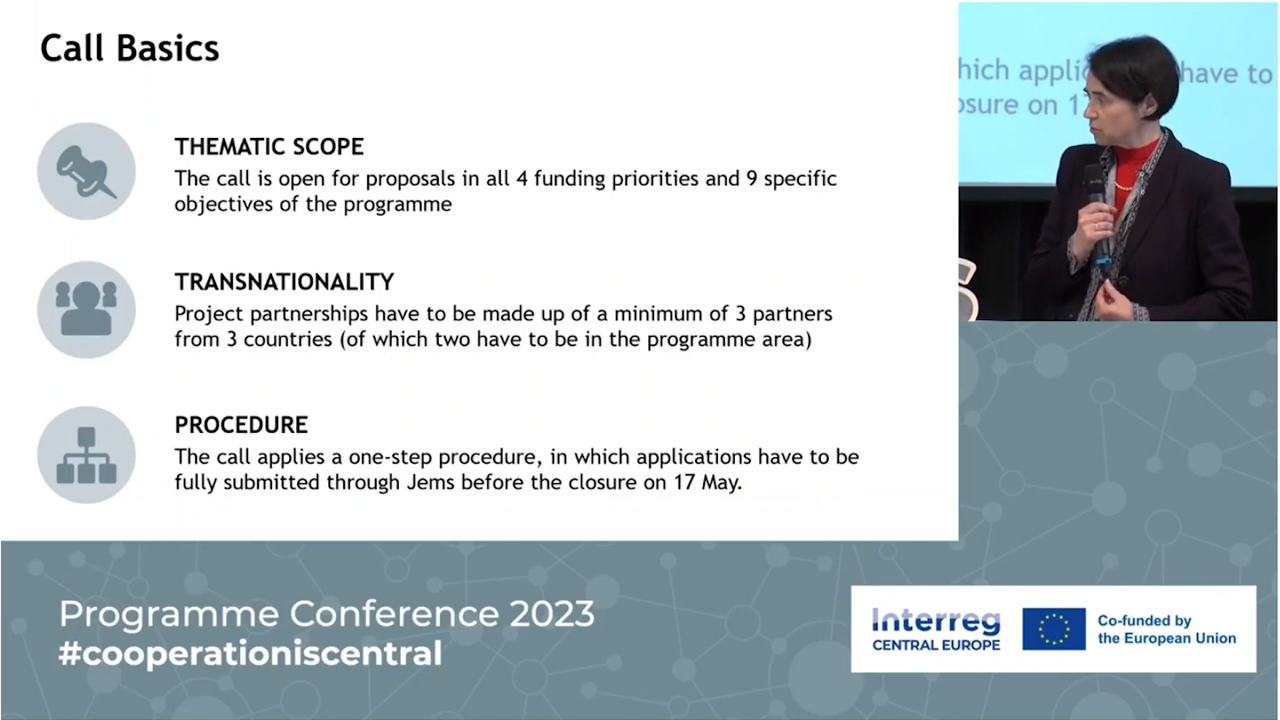 Call Basics
THEMATIC SCOPE
The call is open for proposals in all 4 funding priorities and 9 specific
objectives of the programme
TRANSNATIONALITY
Project partnerships have to be made up of a minimum of 3 partners
from 3 countries (of which two have to be in the programme area)
PROCEDURE
The call applies a one-step procedure, in which applications have to be
fully submitted through Jems before the closure on 17 May.
have to
on
Programme Conference 2023
#cooperationiscentral
Interreg
CENTRAL EUROPE
Co-funded by
the European Union